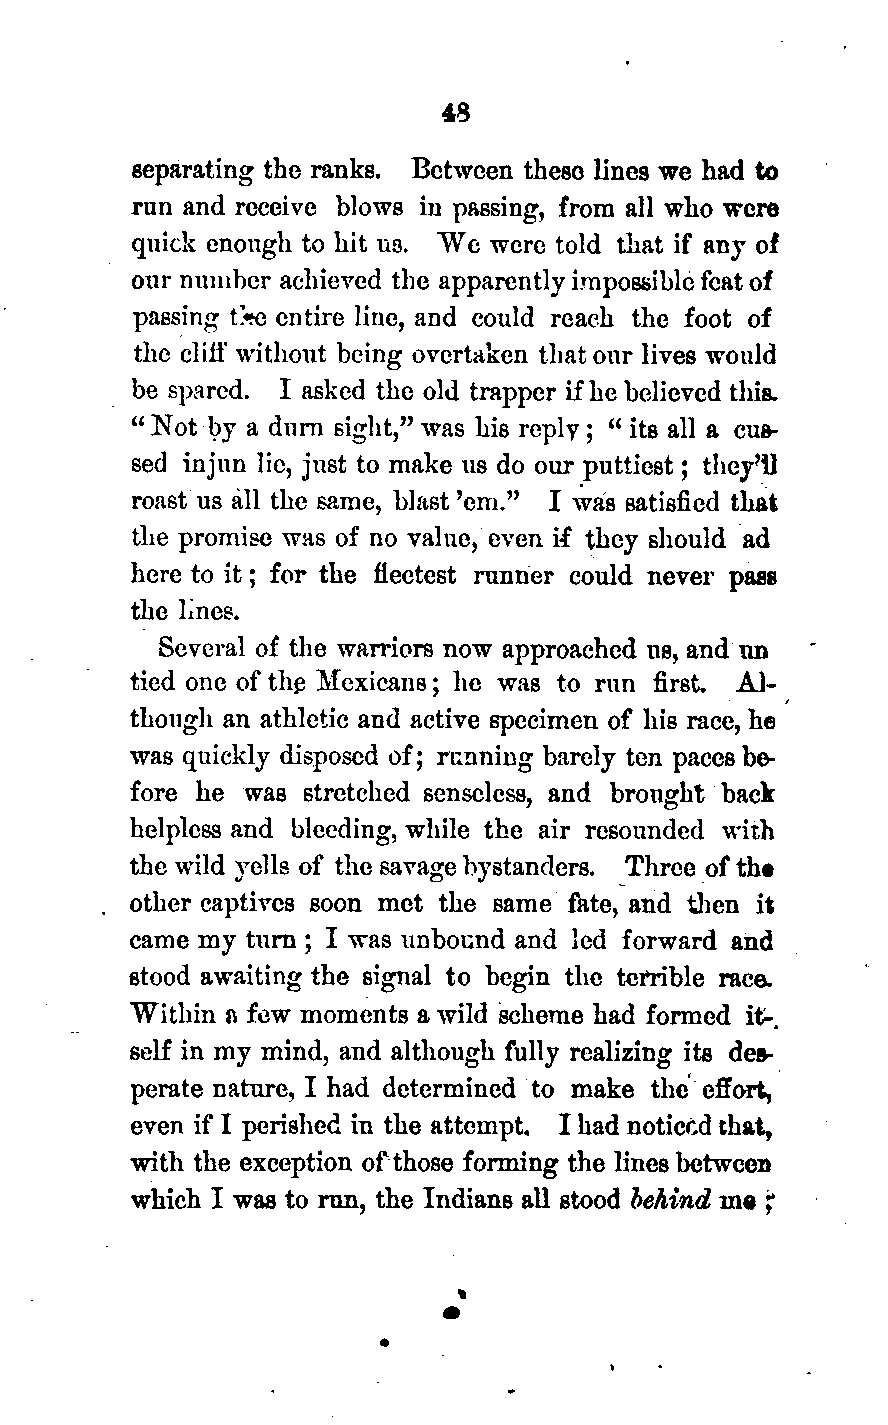 48
separating the ranks. Between these lines we had to
run and receive blows in passing, from all who were
quick enough to hit us. We were told that if any of
our number achieved the apparently impossible feat of
passing the entire line, and could reach the foot of
the cliff without being overtaken that our lives would
be spared. I asked the old trapper if he believed this.
“Not by a durn sight,” was his reply; “its all a cus-
sed injun lie, just to make us do our puttiest; they’ll
roast us all the same, blast ’em.” I was satisfied that
the promise was of no value, even if they should ad
here to it; for the fleetest runner could never pass
the lines.
Several of the warriors now approached us, and un
tied one of the Mexicans; he was to run first. Al-
though an athletic and active specimen of his race, he
was quickly disposed of; running barely ten paces be-
fore he was stretched senseless, and brought back
helpless and bleeding, while the air resounded with
the wild yells of the savage bystanders. Three of the
other captives soon met the same fate, and then it
came my turn; I was unbound and led forward and
stood awaiting the signal to begin the terrible race.
Within a few moments a wild scheme had formed it-
self in my mind, and although fully realizing its des-
perate nature, I had determined to make the effort,
even if I perished in the attempt. I had noticed that,
with the exception of those forming the lines between
which I was to run, the Indians all stood behind me;